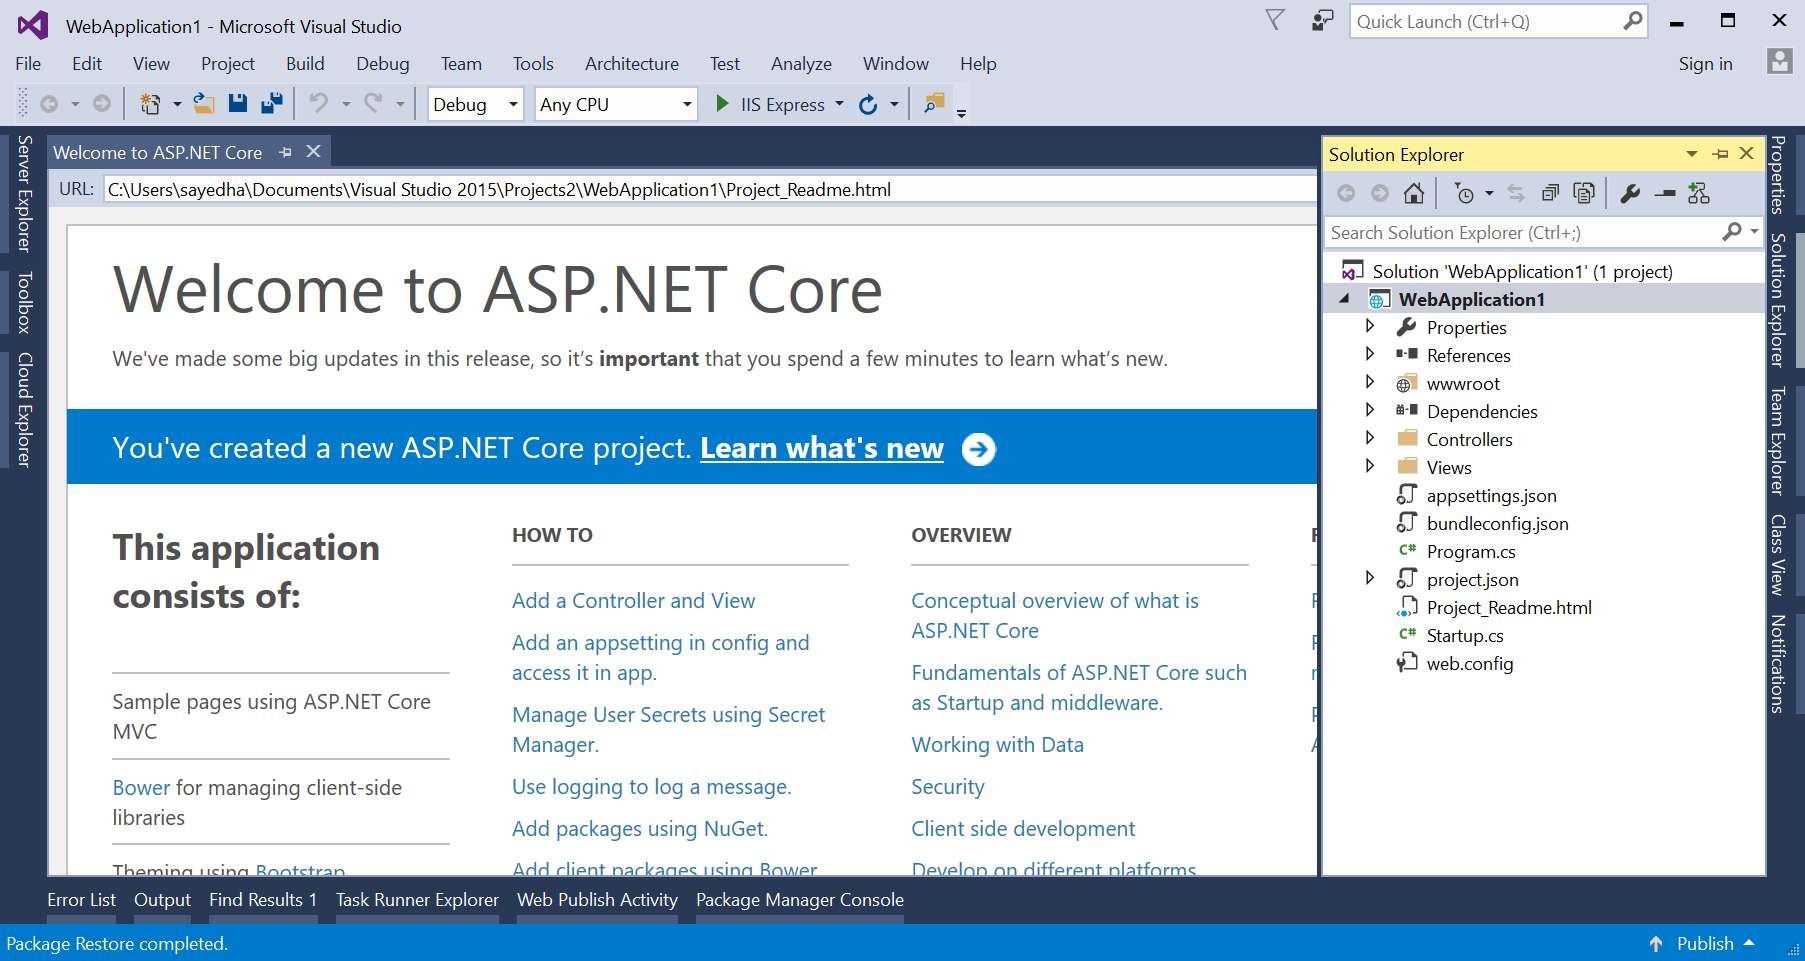 WebApplication1 - Microsoft Visual Studio
Quick Launch (Ctrl+Q)
File Edit View Project Build Debug Team Tools Architecture Test Analyze Window Help
Sign in
Debug Any CPU IIS Express
Server Explorer
Toolbox
Cloud Explorer
Welcome to ASP.NET Core
URL: C:\Users\sayedha\Documents\Visual Studio 2015\Projects2\WebApplication1\Project_Readme.html
Welcome to ASP.NET Core
We've made some big updates in this release, so it’s important that you spend a few minutes to learn what’s new.
You've created a new ASP.NET Core project. Learn what's new
This application
consists of:
Sample pages using ASP.NET Core
MVC
Bower for managing client-side
libraries
Theming using Bootstrap
HOW TO
Add a Controller and View
Add an appsetting in config and
access it in app.
Manage User Secrets using Secret
Manager.
Use logging to log a message.
Add packages using NuGet.
Add client packages using Bower
OVERVIEW
Conceptual overview of what is
ASP.NET Core
Fundamentals of ASP.NET Core such
as Startup and middleware.
Working with Data
Security
Client side development
Develop on different platforms
Solution Explorer
Search Solution Explorer (Ctrl+;)
Solution 'WebApplication1' (1 project)
WebApplication1
Properties
References
wwwroot
Dependencies
Controllers
Views
appsettings.json
bundleconfig.json
C# Program.cs
project.json
Project_Readme.html
C# Startup.cs
web.config
Properties
Solution Explorer
Team Explorer
Class View
Notifications
Error List Output Find Results 1 Task Runner Explorer Web Publish Activity Package Manager Console
Package Restore completed.
Publish